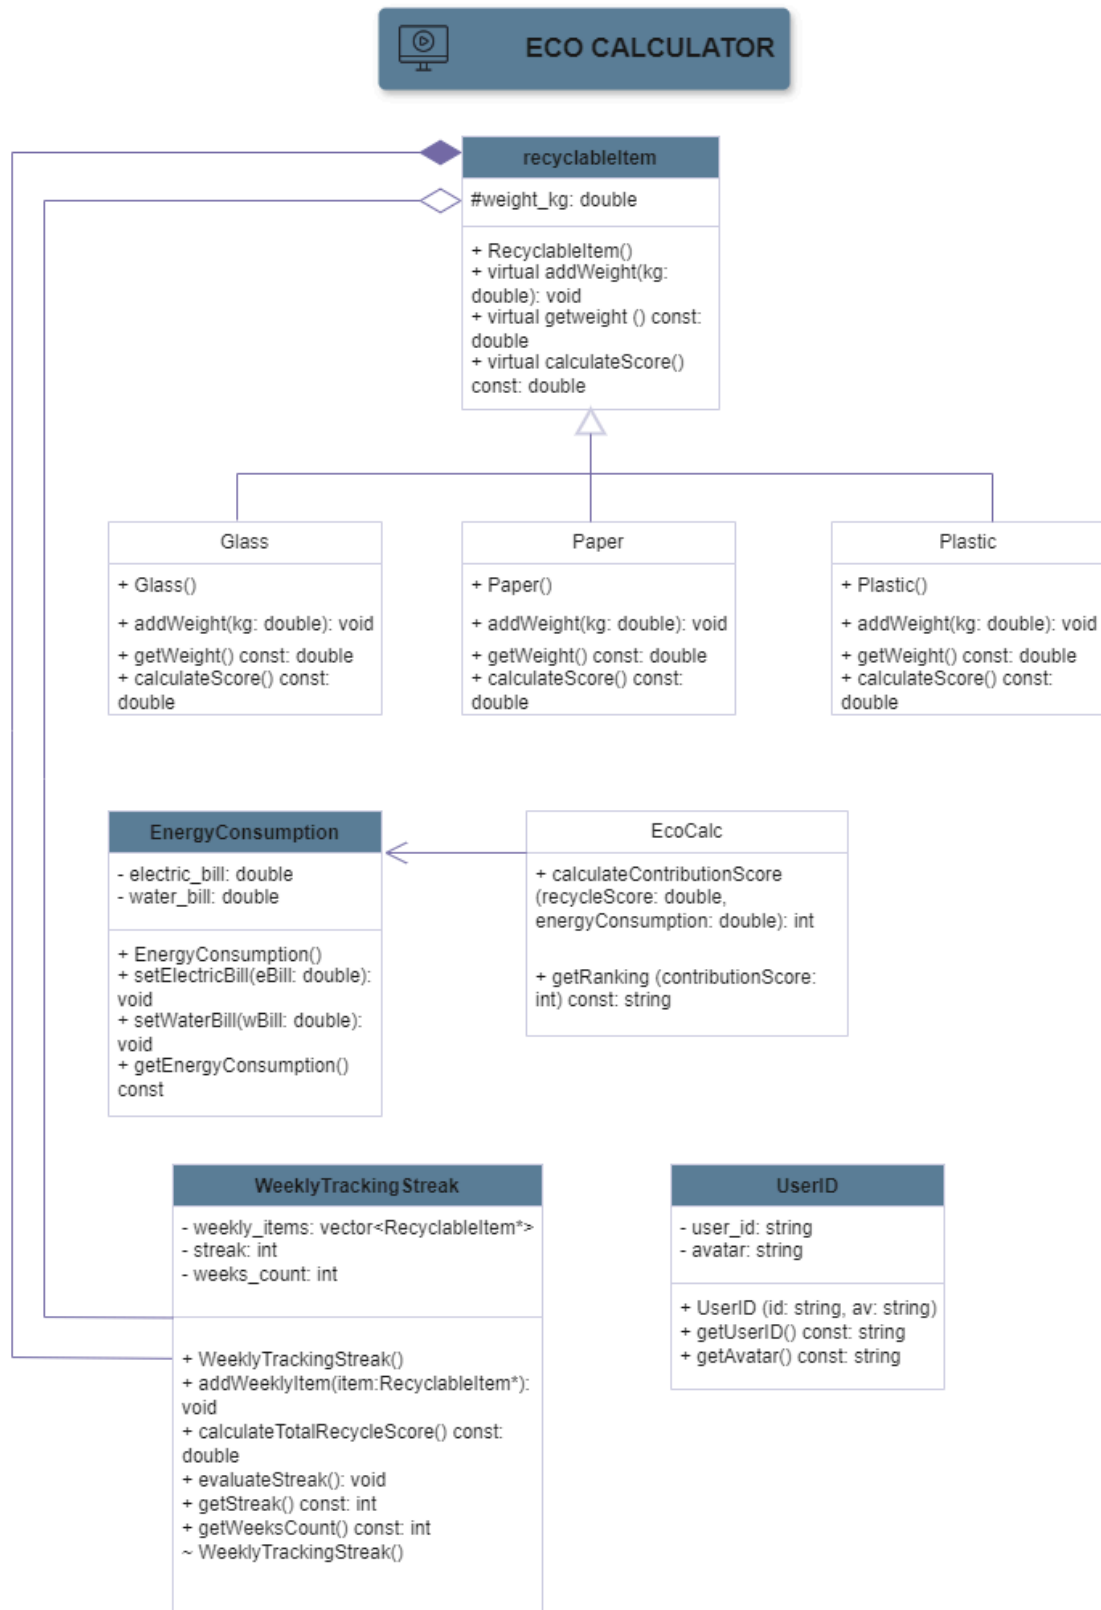 ECO CALCULATOR
recyclableItem
#weight_kg: double
+ RecyclableItem()
+ virtual addWeight(kg:
double): void
+ virtual getweight () const:
double
+ virtual calculateScore()
const: double
Glass
+ Glass()
+ addWeight(kg: double): void
+ getWeight() const: double
+ calculateScore() const:
double
Paper
+ Paper()
+ addWeight(kg: double): void
+ getWeight() const: double
+ calculateScore() const:
double
Plastic
+ Plastic()
+ addWeight(kg: double): void
+ getWeight() const: double
+ calculateScore() const:
double
EnergyConsumption
- electric_bill: double
- water_bill: double
+ EnergyConsumption()
+ setElectricBill(eBill: double):
void
+ setWaterBill(wBill: double):
void
+ getEnergyConsumption()
const
EcoCalc
+ calculateContributionScore
(recycleScore: double,
energyConsumption: double): int
+ getRanking (contributionScore:
int) const: string
WeeklyTrackingStreak
- weekly_items: vector<RecyclableItem*>
- streak: int
- weeks_count: int
+ WeeklyTrackingStreak()
+ addWeeklyItem(item:RecyclableItem*):
void
+ calculateTotalRecycleScore() const:
double
+ evaluateStreak(): void
+ getStreak() const: int
+ getWeeksCount() const: int
~ WeeklyTrackingStreak()
UserID
- user_id: string
- avatar: string
+ UserID (id: string, av: string)
+ getUserID() const: string
+ getAvatar() const: string